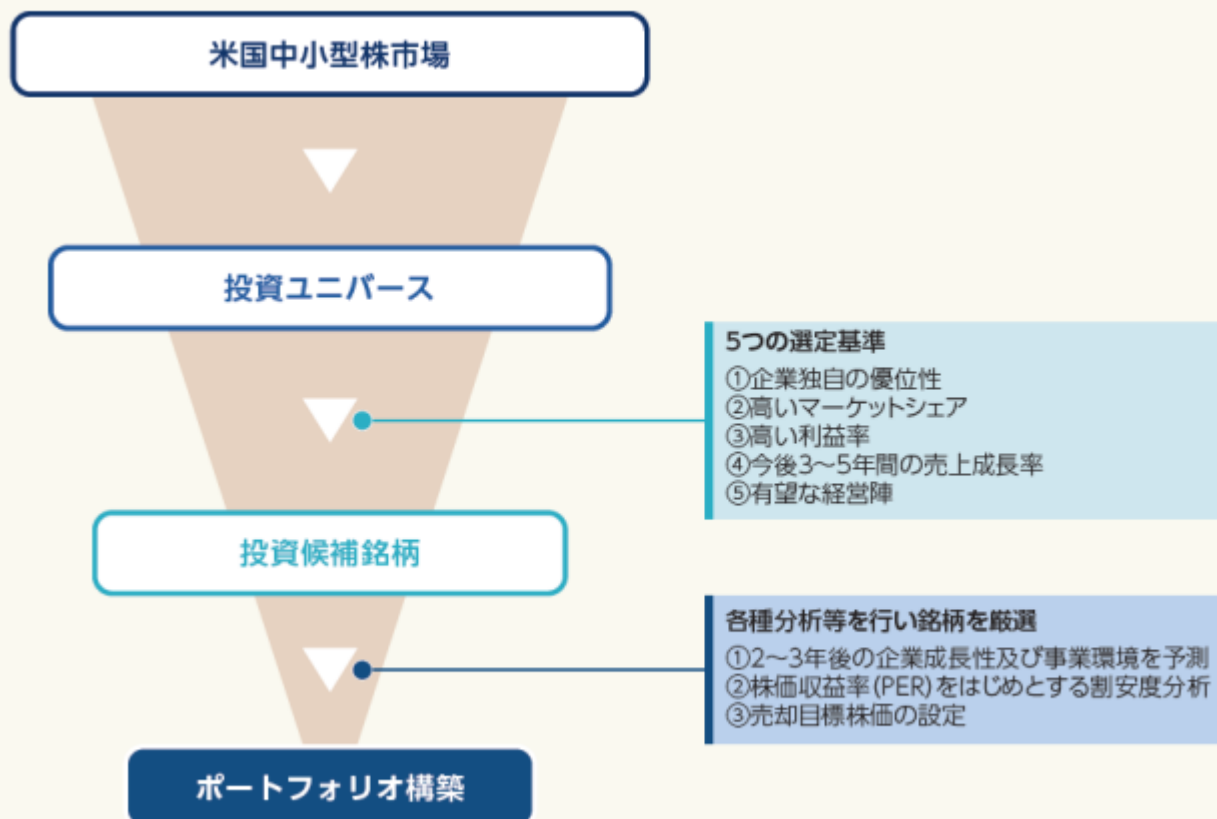 米国中小型株市場
投資ユニバース
5つの選定基準
①企業独自の優位性
②高いマーケットシェア
③高い利益率
④今後3～5年間の売上成長率
⑤有望な経営陣
投資候補銘柄
各種分析等を行い銘柄を厳選
①2～3年後の企業成長性及び事業環境を予測
②株価収益率(PER)をはじめとする割安度分析
③売却目標株価の設定
ポートフォリオ構築